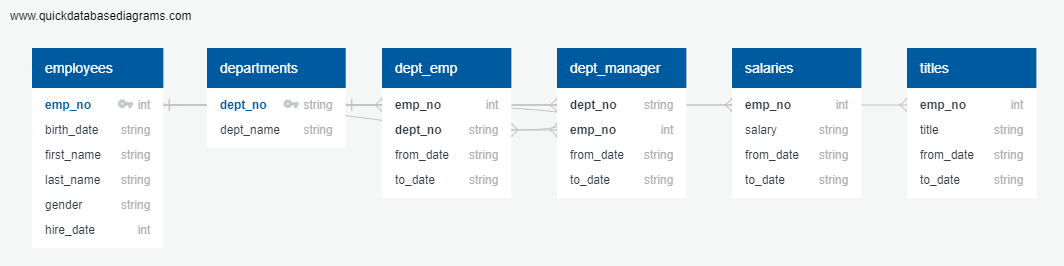 www.quickdatabasediagrams.com
employees
emp_no int
birth_date string
first_name string
last_name string
gender string
hire_date int
departments
dept_no string
dept_name string
dept_emp
emp_no int
dept_no string
from_date string
to_date string
dept_manager
dept_no string
emp_no int
from_date string
to_date string
salaries
emp_no int
salary string
from_date string
to_date string
titles
emp_no int
title string
from_date string
to_date string